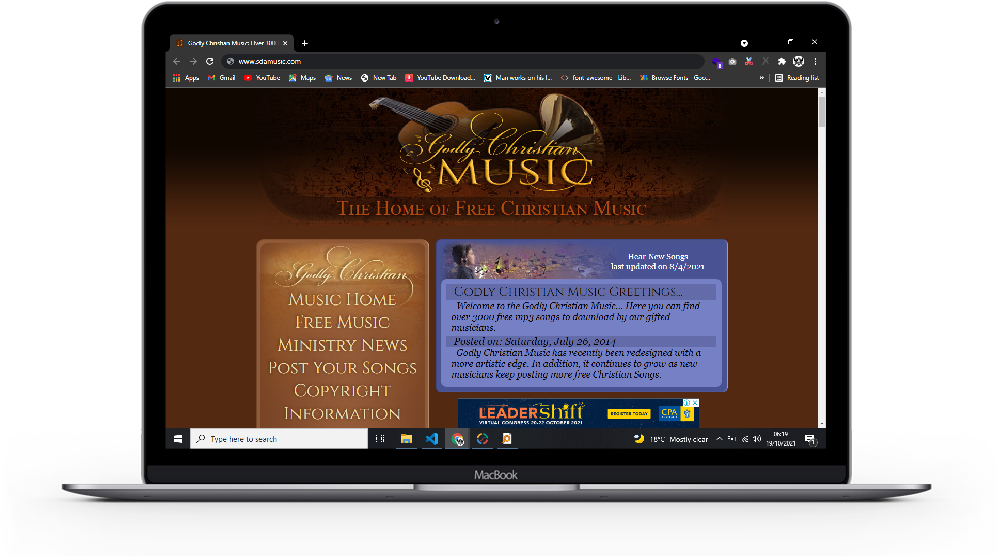 Godly Christian Music: Over 300
www.sdamusic.com
Apps
Gmail
YouTube
Maps
News
New Tab
YouTube Download...
Man works on his l...
font-awesome - Lib...
Browse Fonts - Goo...
»
Reading list
Godly Christian
MUSIC
The Home of Free Christian Music
Godly Christian
Music Home
Free Music
Ministry News
Post Your Songs
Copyright
Information
Hear New Songs
last updated on 8/4/2021
Godly Christian Music Greetings...
Welcome to the Godly Christian Music... Here you can find
over 3000 free mp3 songs to download by our gifted
musicians.
Posted on: Saturday, July 26, 2014
Godly Christian Music has recently been redesigned with a
more artistic edge. In addition, it continues to grow as new
musicians keep posting more free Christian Songs.
LEADERSHIFT
VIRTUAL CONGRESS 20-22 OCTOBER 2021
REGISTER TODAY
CPA
Type here to search
18°C Mostly clear
06:19
19/10/2021
MacBook